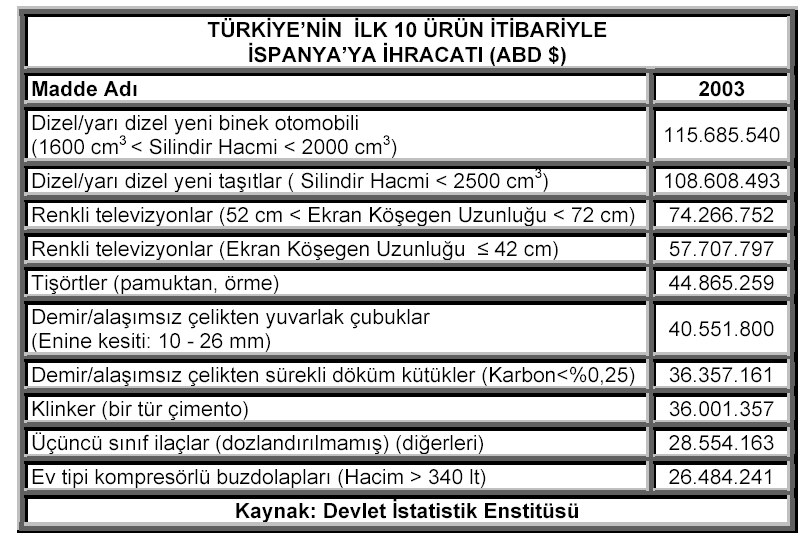 TÜRKİYE’NİN İLK 10 ÜRÜN İTİBARİYLE
İSPANYA’YA İHRACATI (ABD $)
Madde Adı 2003
Dizel/yarı dizel yeni binek otomobili
(1600 cm³ < Silindir Hacmi < 2000 cm³) 115.685.540
Dizel/yarı dizel yeni taşıtlar ( Silindir Hacmi < 2500 cm³) 108.608.493
Renkli televizyonlar (52 cm < Ekran Köşegen Uzunluğu < 72 cm) 74.266.752
Renkli televizyonlar (Ekran Köşegen Uzunluğu ≤ 42 cm) 57.707.797
Tişörtler (pamuktan, örme) 44.865.259
Demir/alaşımsız çelikten yuvarlak çubuklar
(Enine kesiti: 10 - 26 mm) 40.551.800
Demir/alaşımsız çelikten sürekli döküm kütükler (Karbon<%0,25) 36.357.161
Klinker (bir tür çimento) 36.001.357
Üçüncü sınıf ilaçlar (dozlandırılmamış) (diğerleri) 28.554.163
Ev tipi kompresörlü buzdolapları (Hacim > 340 lt) 26.484.241
Kaynak: Devlet İstatistik Enstitüsü